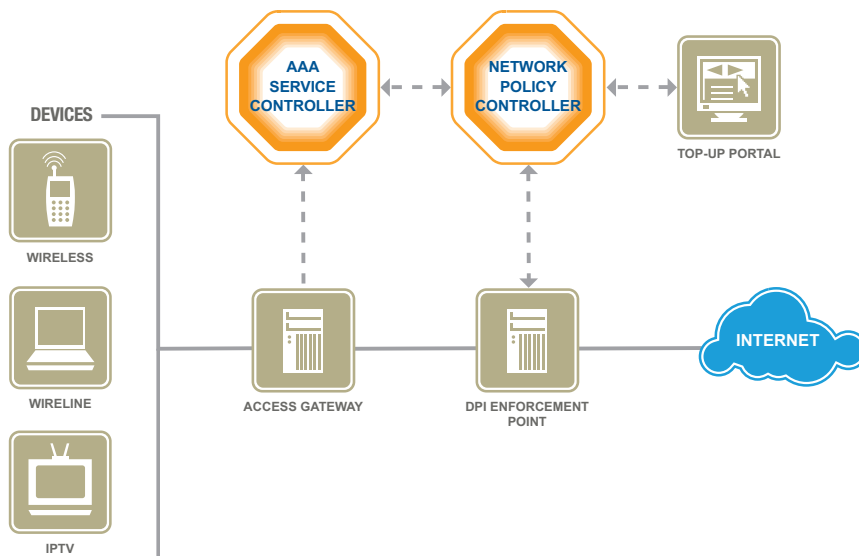 AAA
SERVICE
CONTROLLER
NETWORK
POLICY
CONTROLLER
DEVICES
TOP-UP PORTAL
WIRELESS
INTERNET
WIRELINE
ACCESS GATEWAY
DPI ENFORCEMENT
POINT
IPTV